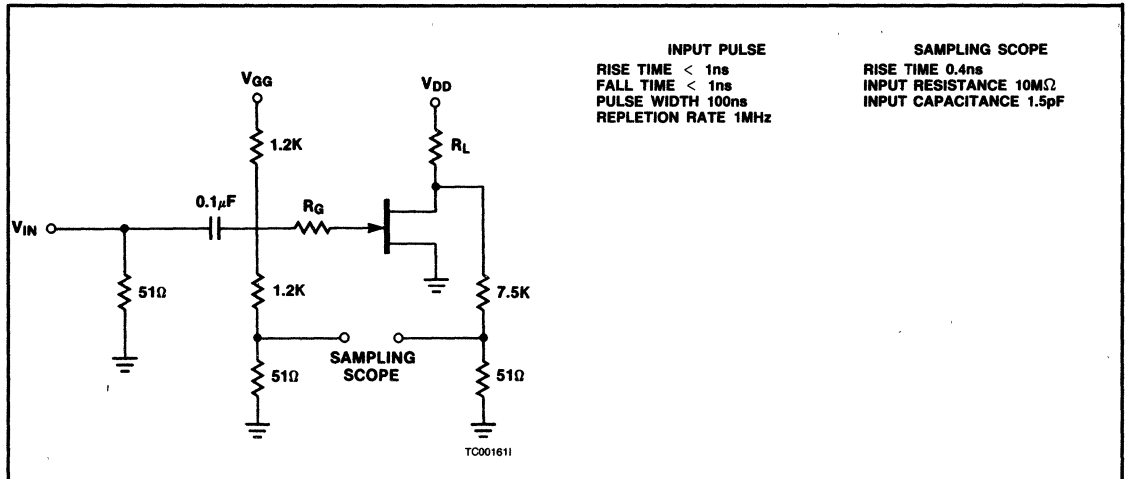 INPUT PULSE
RISE TIME < 1ns
FALL TIME < 1ns
PULSE WIDTH 100ns
REPLETION RATE 1MHz
SAMPLING SCOPE
RISE TIME 0.4ns
INPUT RESISTANCE 10MΩ
INPUT CAPACITANCE 1.5pF
VGG
VDD
1.2K
RL
0.1μF
RG
VIN
51Ω
1.2K
7.5K
SAMPLING
SCOPE
51Ω
51Ω
TC00161I